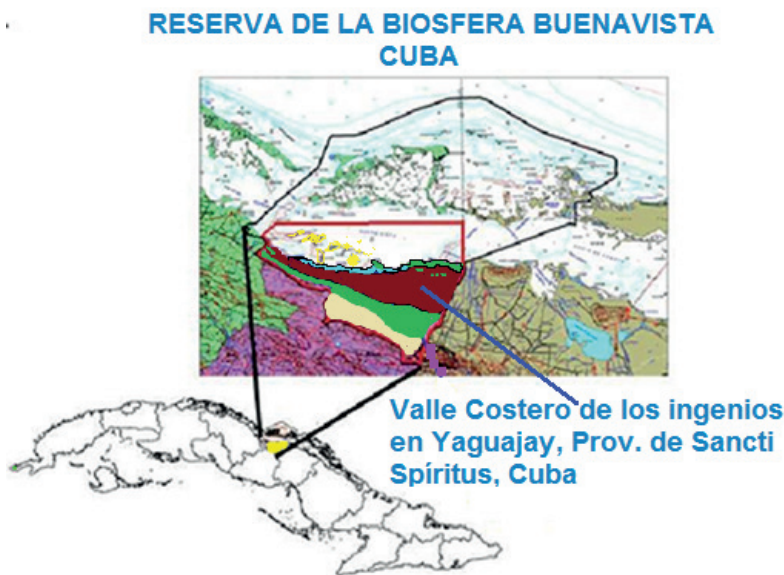 RESERVA DE LA BIOSFERA BUENAVISTA
CUBA
Valle Costero de los ingenios
en Yaguajay, Prov. de Sancti
Spíritus, Cuba